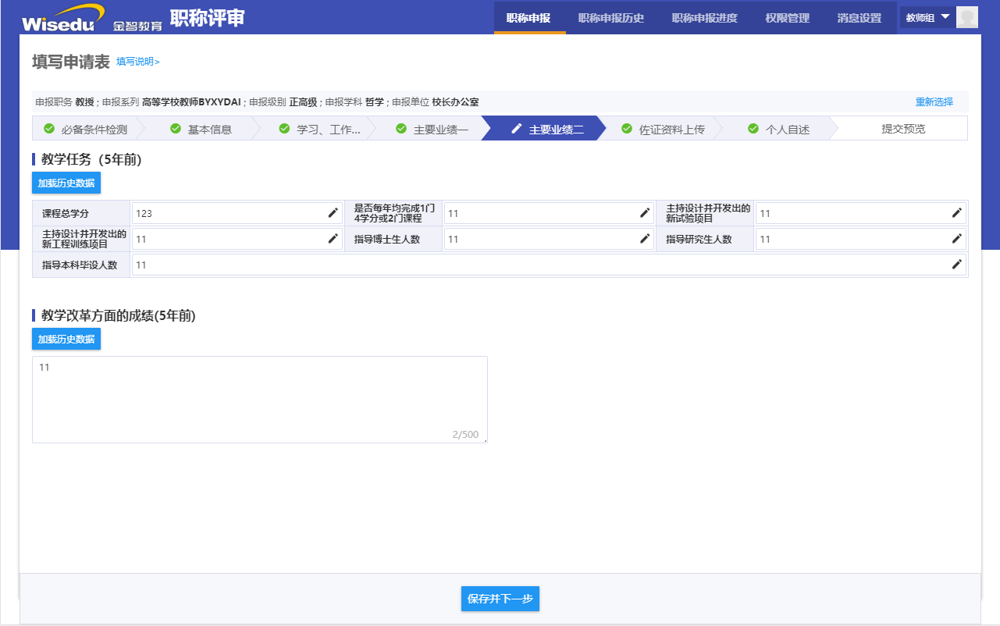 Wisedu 金智教育 职称评审 职称申报 职称申报历史 职称申报进度 权限管理 消息设置 教师组
填写申请表 填写说明>
申报职务 教授 ; 申报系列 高等学校教师BYXYDAI ; 申报级别 正高级 ; 申报学科 哲学 ; 申报单位 校长办公室 重新选择
必备条件检测 基本信息 学习、工作... 主要业绩一 主要业绩二 佐证资料上传 个人自述 提交预览
教学任务（5年前）
加载历史数据
课程总学分 123 是否每年均完成1门4学分或2门课程 11 主持设计并开发出的新试验项目 11
主持设计并开发出的新工程训练项目 11 指导博士生人数 11 指导研究生人数 11
指导本科毕设人数 11
教学改革方面的成绩(5年前)
加载历史数据
11
2/500
保存并下一步